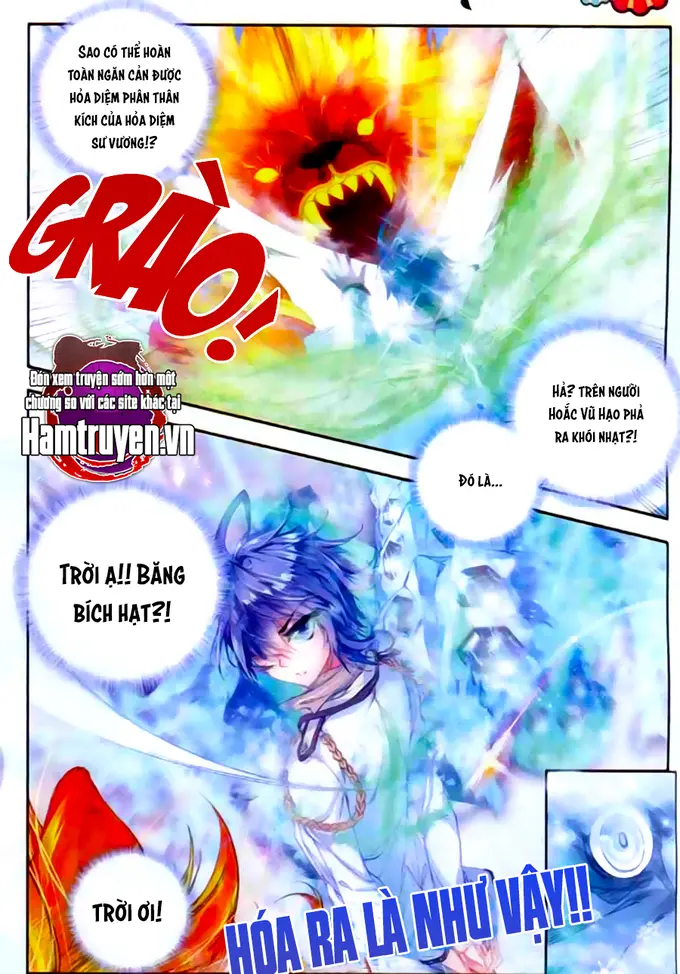 SAO CÓ THỂ HOÀN
TOÀN NGĂN CẢN ĐƯỢC
HỎA DIỆM PHÂN THÂN
KÍCH CỦA HỎA DIỆM
SƯ VƯƠNG!?
GRÀO!
Đón xem truyện sớm hơn một
chương so với các site khác tại
Hamtruyen.vn
HẢ? TRÊN NGƯỜI
HOẮC VŨ HẠO PHẢ
RA KHÓI NHẠT?!
ĐÓ LÀ...
TRỜI Ạ!! BĂNG
BÍCH HẠT?!
TRỜI ƠI!
HÓA RA LÀ NHƯ VẬY!!